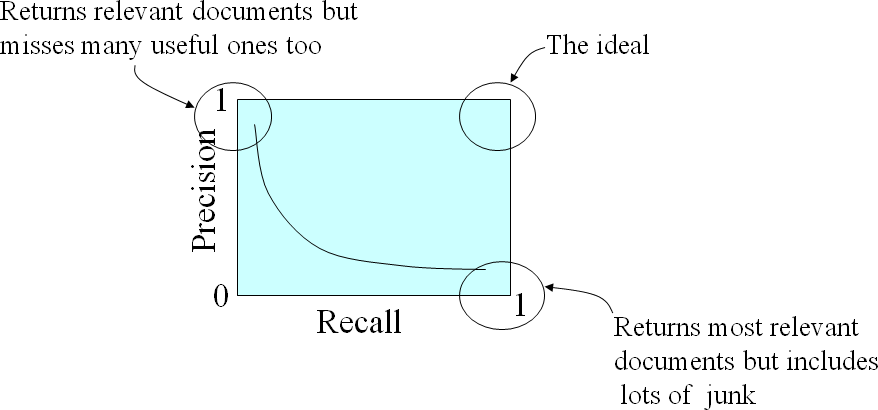 Returns relevant documents but
misses many useful ones too
The ideal
1
Precision
0
1
Recall
Returns most relevant
documents but includes
lots of junk